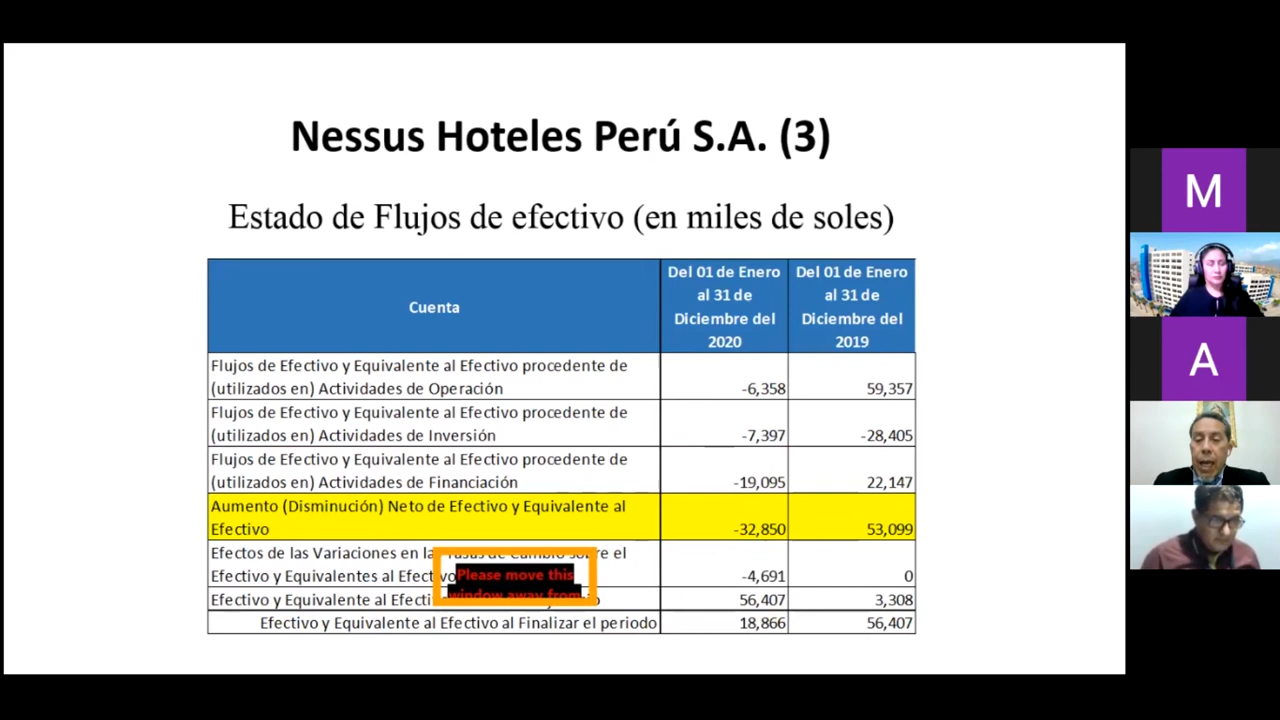 Nessus Hoteles Perú S.A. (3)
Estado de Flujos de efectivo (en miles de soles)
Cuenta
Del 01 de Enero
al 31 de
Diciembre del
2020
Del 01 de Enero
al 31 de
Diciembre del
2019
Flujos de Efectivo y Equivalente al Efectivo procedente de
(utilizados en) Actividades de Operación -6,358 59,357
Flujos de Efectivo y Equivalente al Efectivo procedente de
(utilizados en) Actividades de Inversión -7,397 -28,405
Flujos de Efectivo y Equivalente al Efectivo procedente de
(utilizados en) Actividades de Financiación -19,095 22,147
Aumento (Disminución) Neto de Efectivo y Equivalente al
Efectivo -32,850 53,099
Efectos de las Variaciones en las Tasas de Cambio sobre el
Efectivo y Equivalentes al Efectivo -4,691 0
Efectivo y Equivalente al 56,407 3,308
Efectivo y Equivalente al Efectivo al Finalizar el periodo 18,866 56,407
Please move this
window away from
M
A